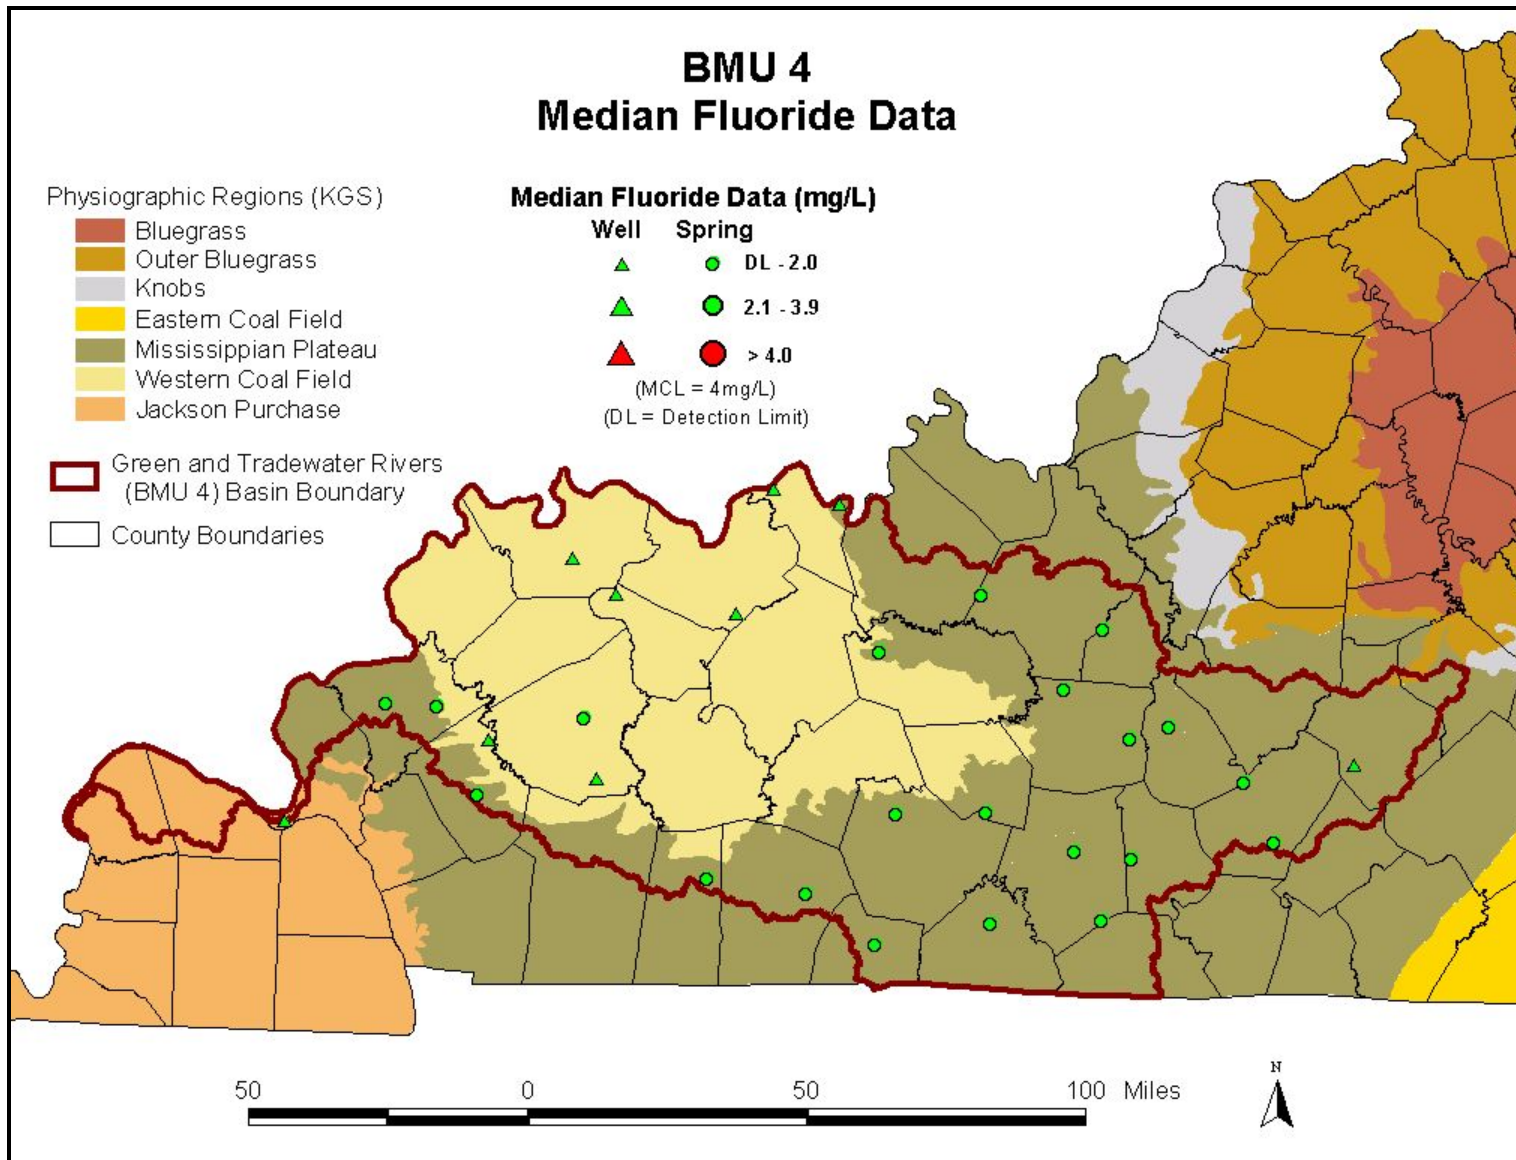 BMU 4
Median Fluoride Data
Physiographic Regions (KGS)
Bluegrass
Outer Bluegrass
Knobs
Eastern Coal Field
Mississippian Plateau
Western Coal Field
Jackson Purchase
Green and Tradewater Rivers
(BMU 4) Basin Boundary
County Boundaries
Median Fluoride Data (mg/L)
Well Spring
DL - 2.0
2.1 - 3.9
> 4.0
(MCL = 4mg/L)
(DL = Detection Limit)
50 0 50 100 Miles
N